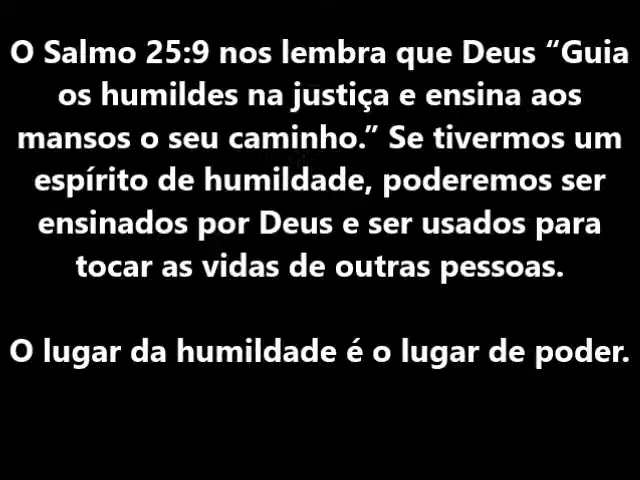 O Salmo 25:9 nos lembra que Deus “Guia
os humildes na justiça e ensina aos
mansos o seu caminho.” Se tivermos um
espírito de humildade, poderemos ser
ensinados por Deus e ser usados para
tocar as vidas de outras pessoas.
O lugar da humildade é o lugar de poder.